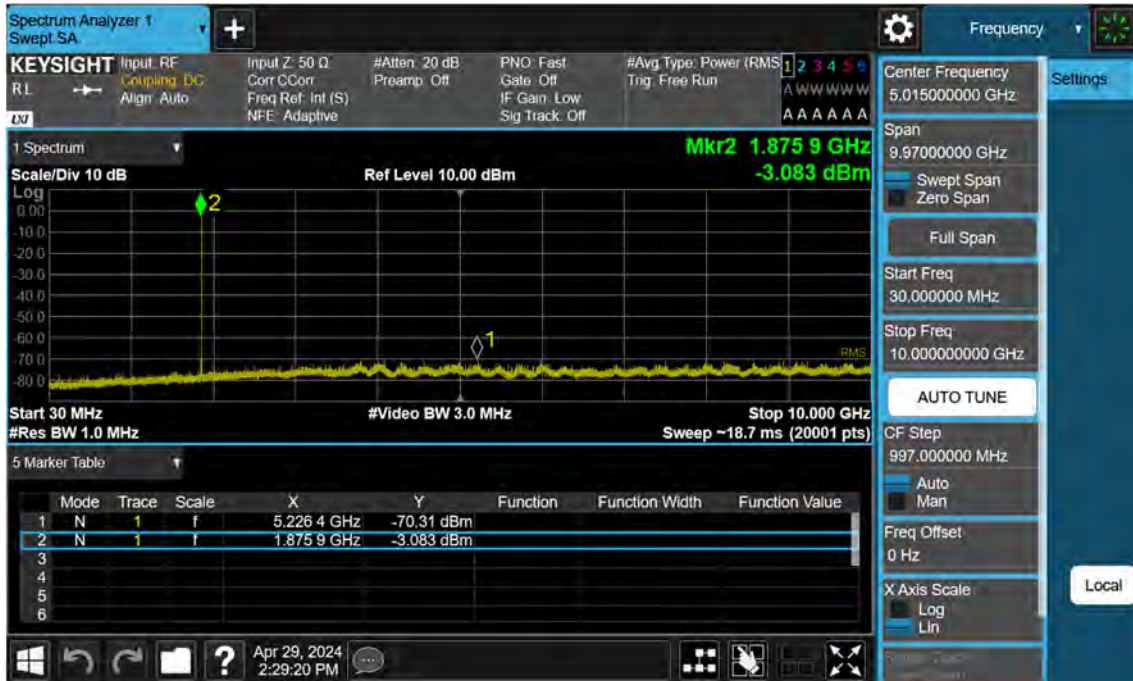 Spectrum Analyzer 1
Swept SA
+
Frequency
KEYSIGHT
RL
LXI
Input: RF
Coupling: DC
Align: Auto
Input Z: 50 Ω
Corr CCorr
Freq Ref: Int (S)
NFE: Adaptive
#Atten: 20 dB
Preamp: Off
PNO: Fast
Gate: Off
IF Gain: Low
Sig Track: Off
#Avg Type: Power (RMS
Trig: Free Run
1 2 3 4 5 6
A W W W W W
A A A A A A
1 Spectrum
Scale/Div 10 dB
Ref Level 10.00 dBm
Mkr2 1.875 9 GHz
-3.083 dBm
Log
0.00
-10.0
-20.0
-30.0
-40.0
-50.0
-60.0
-70.0
-80.0
2
1
RMS
Start 30 MHz
#Video BW 3.0 MHz
Stop 10.000 GHz
#Res BW 1.0 MHz
Sweep ~18.7 ms (20001 pts)
5 Marker Table
Mode Trace Scale X Y Function Function Width Function Value
1 N 1 f 5.226 4 GHz -70.31 dBm
2 N 1 f 1.875 9 GHz -3.083 dBm
3
4
5
6
?
Apr 29, 2024
2:29:20 PM
Center Frequency
5.015000000 GHz
Settings
Span
9.97000000 GHz
Swept Span
Zero Span
Full Span
Start Freq
30.000000 MHz
Stop Freq
10.000000000 GHz
AUTO TUNE
CF Step
997.000000 MHz
Auto
Man
Freq Offset
0 Hz
X Axis Scale
Log
Lin
Local